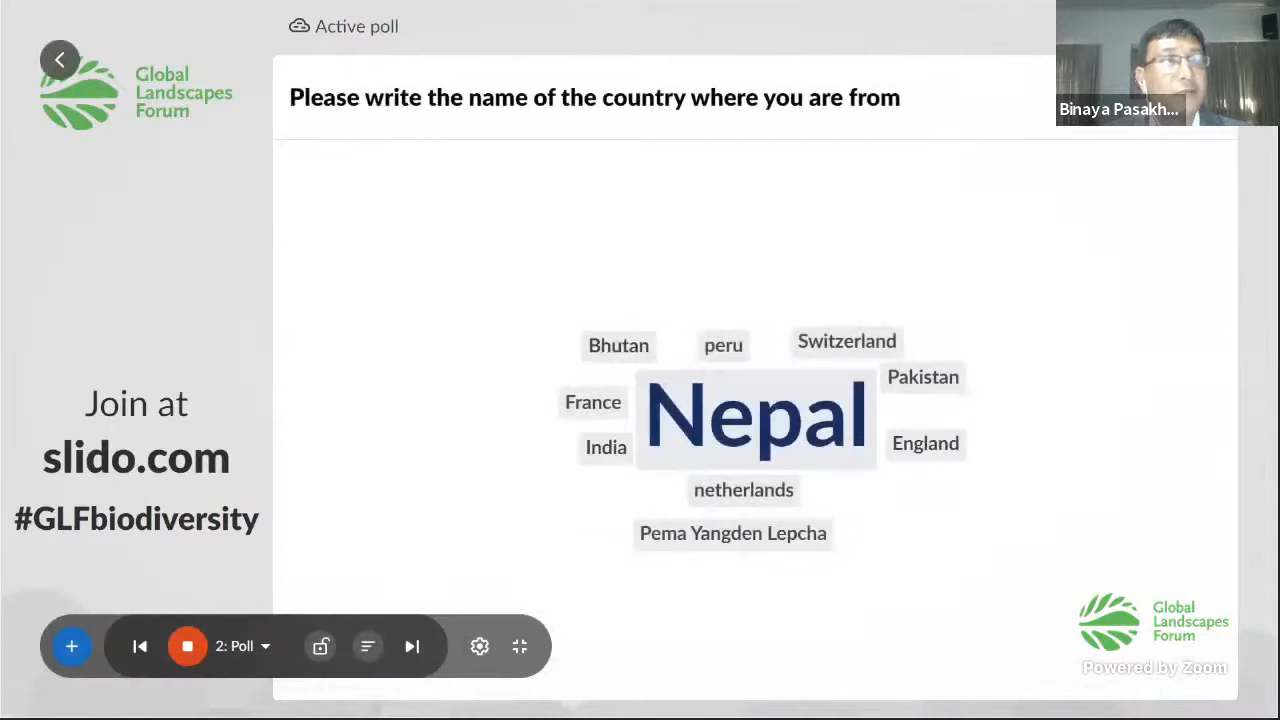 Active poll
Global
Landscapes
Forum
Please write the name of the country where you are from
Binaya Pasakh...
Bhutan
peru
Switzerland
Pakistan
France
Nepal
India
England
netherlands
Pema Yangden Lepcha
Join at
slido.com
#GLFbiodiversity
2: Poll
Global
Landscapes
Forum
Powered by Zoom